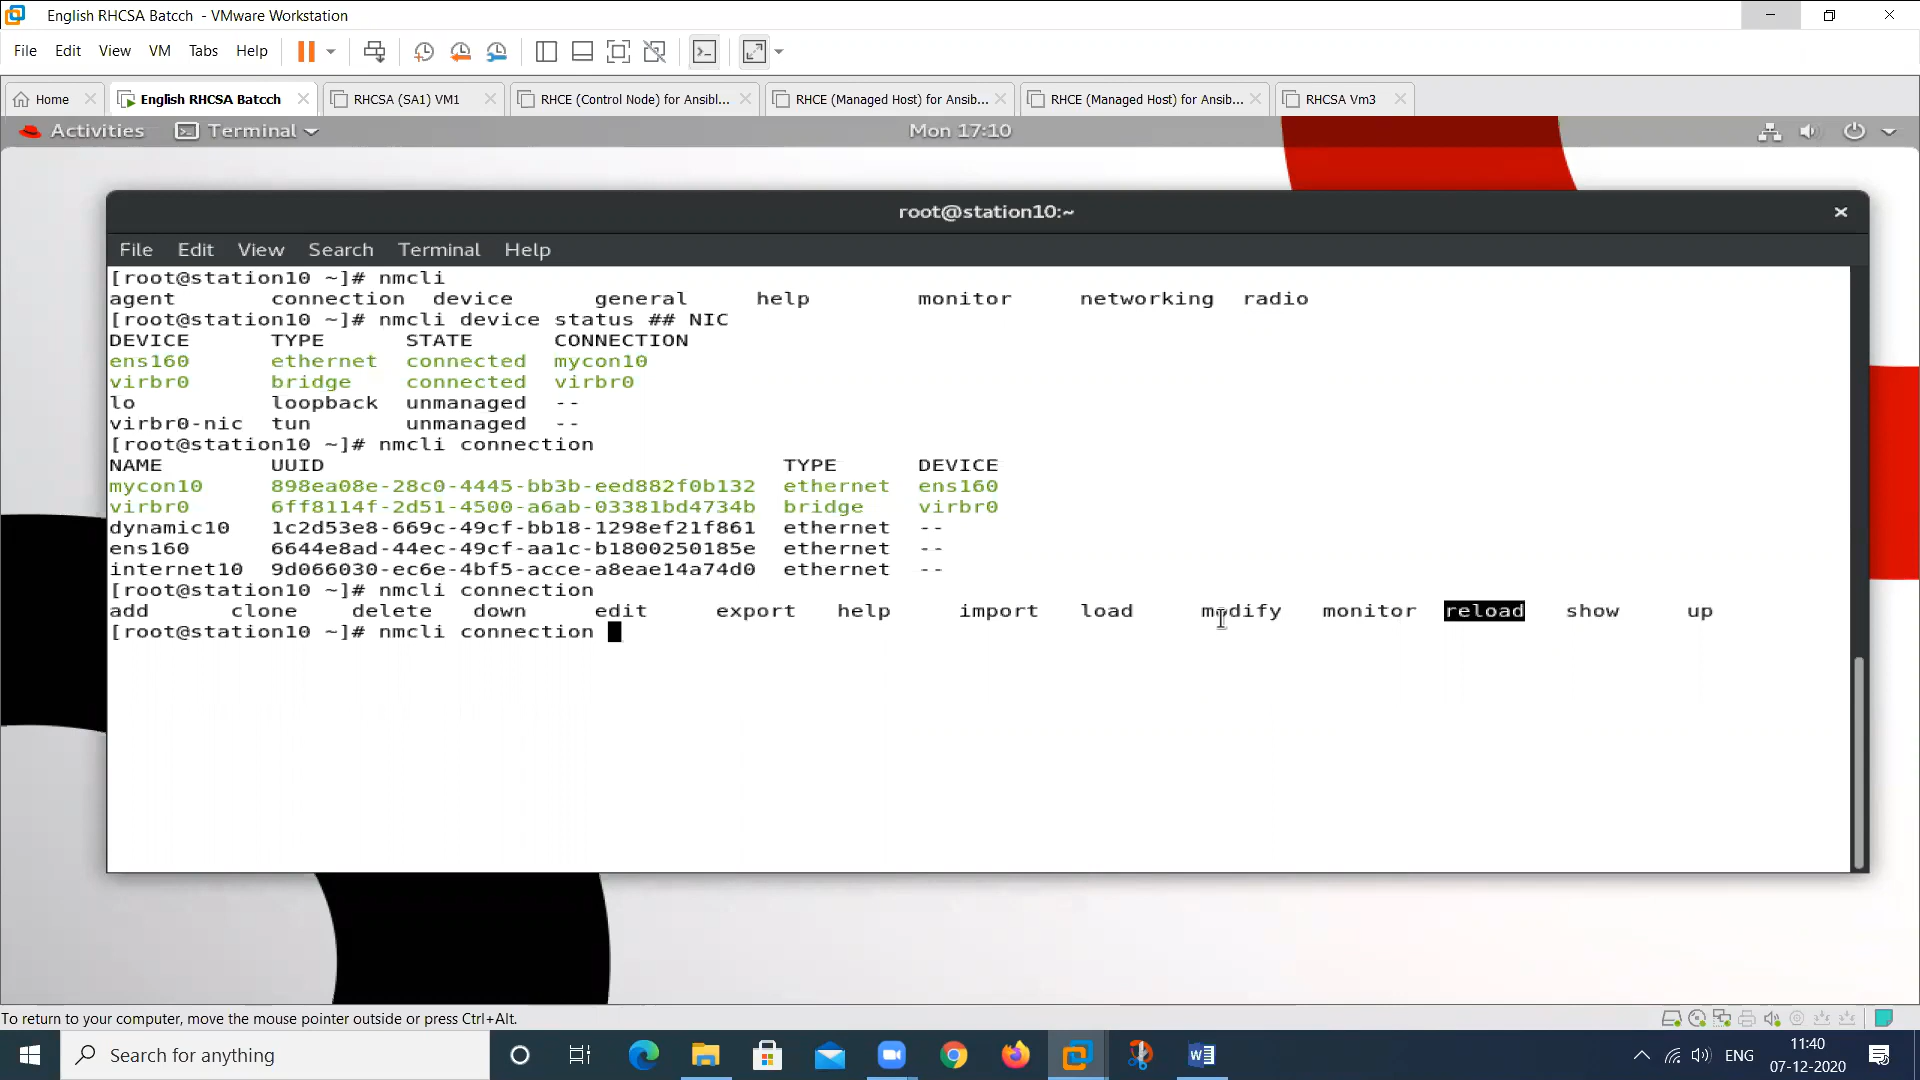 English RHCSA Batcch - VMware Workstation
File Edit View VM Tabs Help
Home English RHCSA Batcch RHCSA (SA1) VM1 RHCE (Control Node) for Ansibl... RHCE (Managed Host) for Ansib... RHCE (Managed Host) for Ansib... RHCSA Vm3
Activities Terminal Mon 17:10
root@station10:~
File Edit View Search Terminal Help
[root@station10 ~]# nmcli
agent connection device general help monitor networking radio
[root@station10 ~]# nmcli device status ## NIC
DEVICE TYPE STATE CONNECTION
ens160 ethernet connected mycon10
virbr0 bridge connected virbr0
lo loopback unmanaged --
virbr0-nic tun unmanaged --
[root@station10 ~]# nmcli connection
NAME UUID TYPE DEVICE
mycon10 898ea08e-28c0-4445-bb3b-eed882f0b132 ethernet ens160
virbr0 6ff8114f-2d51-4500-a6ab-03381bd4734b bridge virbr0
dynamic10 1c2d53e8-669c-49cf-bb18-1298ef21f861 ethernet --
ens160 6644e8ad-44ec-49cf-aa1c-b1800250185e ethernet --
internet10 9d066030-ec6e-4bf5-acce-a8eae14a74d0 ethernet --
[root@station10 ~]# nmcli connection
add clone delete down edit export help import load modify monitor reload show up
[root@station10 ~]# nmcli connection
To return to your computer, move the mouse pointer outside or press Ctrl+Alt.
Search for anything
ENG
11:40
07-12-2020